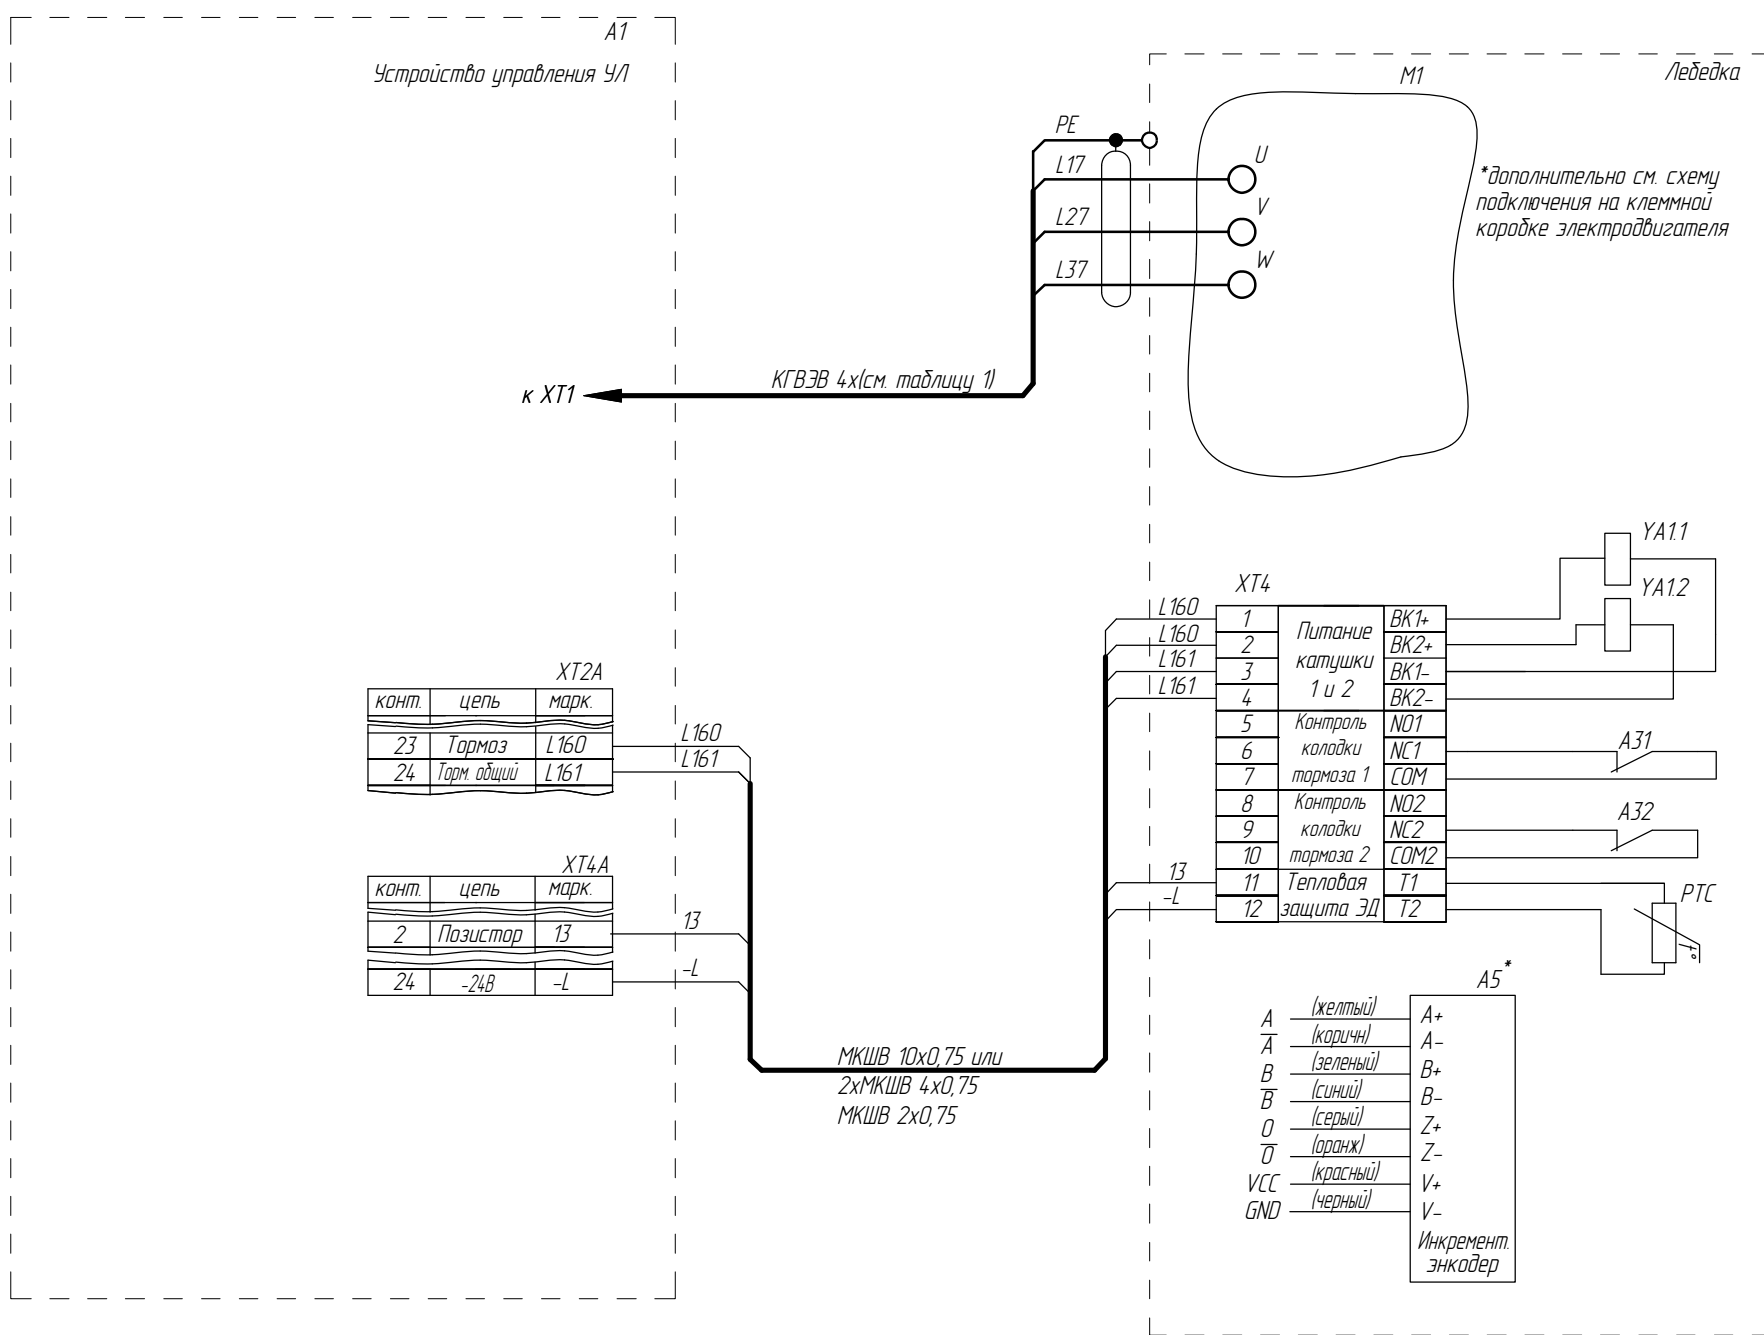 A1
Устройство управления УЛ
Лебедка
M1
PE
L17
L27
L37
U
V
W
*дополнительно см. схему
подключения на клеммной
коробке электродвигателя
к XT1
КГВЭВ 4х(см. таблицу 1)
XT2A
конт. цепь марк.
23 Тормоз L160
24 Торм. общий L161
L160
L161
XT4A
конт. цепь марк.
2 Позистор 13
24 -24В -L
13
-L
МКШВ 10х0,75 или
2хМКШВ 4х0,75
МКШВ 2х0,75
L160
L160
L161
L161
13
-L
XT4
1 BK1+
2 BK2+
3 BK1-
4 BK2-
Питание
катушки
1 и 2
5 NO1
6 NC1
7 COM
Контроль
колодки
тормоза 1
8 NO2
9 NC2
10 COM2
Контроль
колодки
тормоза 2
11 Тепловая T1
12 защита ЭД T2
YA1.1
YA1.2
A31
A32
PTC
t°
A5*
A (желтый) A+
A̅ (коричн) A-
B (зеленый) B+
B̅ (синий) B-
0 (серый) Z+
0̅ (оранж) Z-
VCC (красный) V+
GND (черный) V-
Инкремент.
энкодер